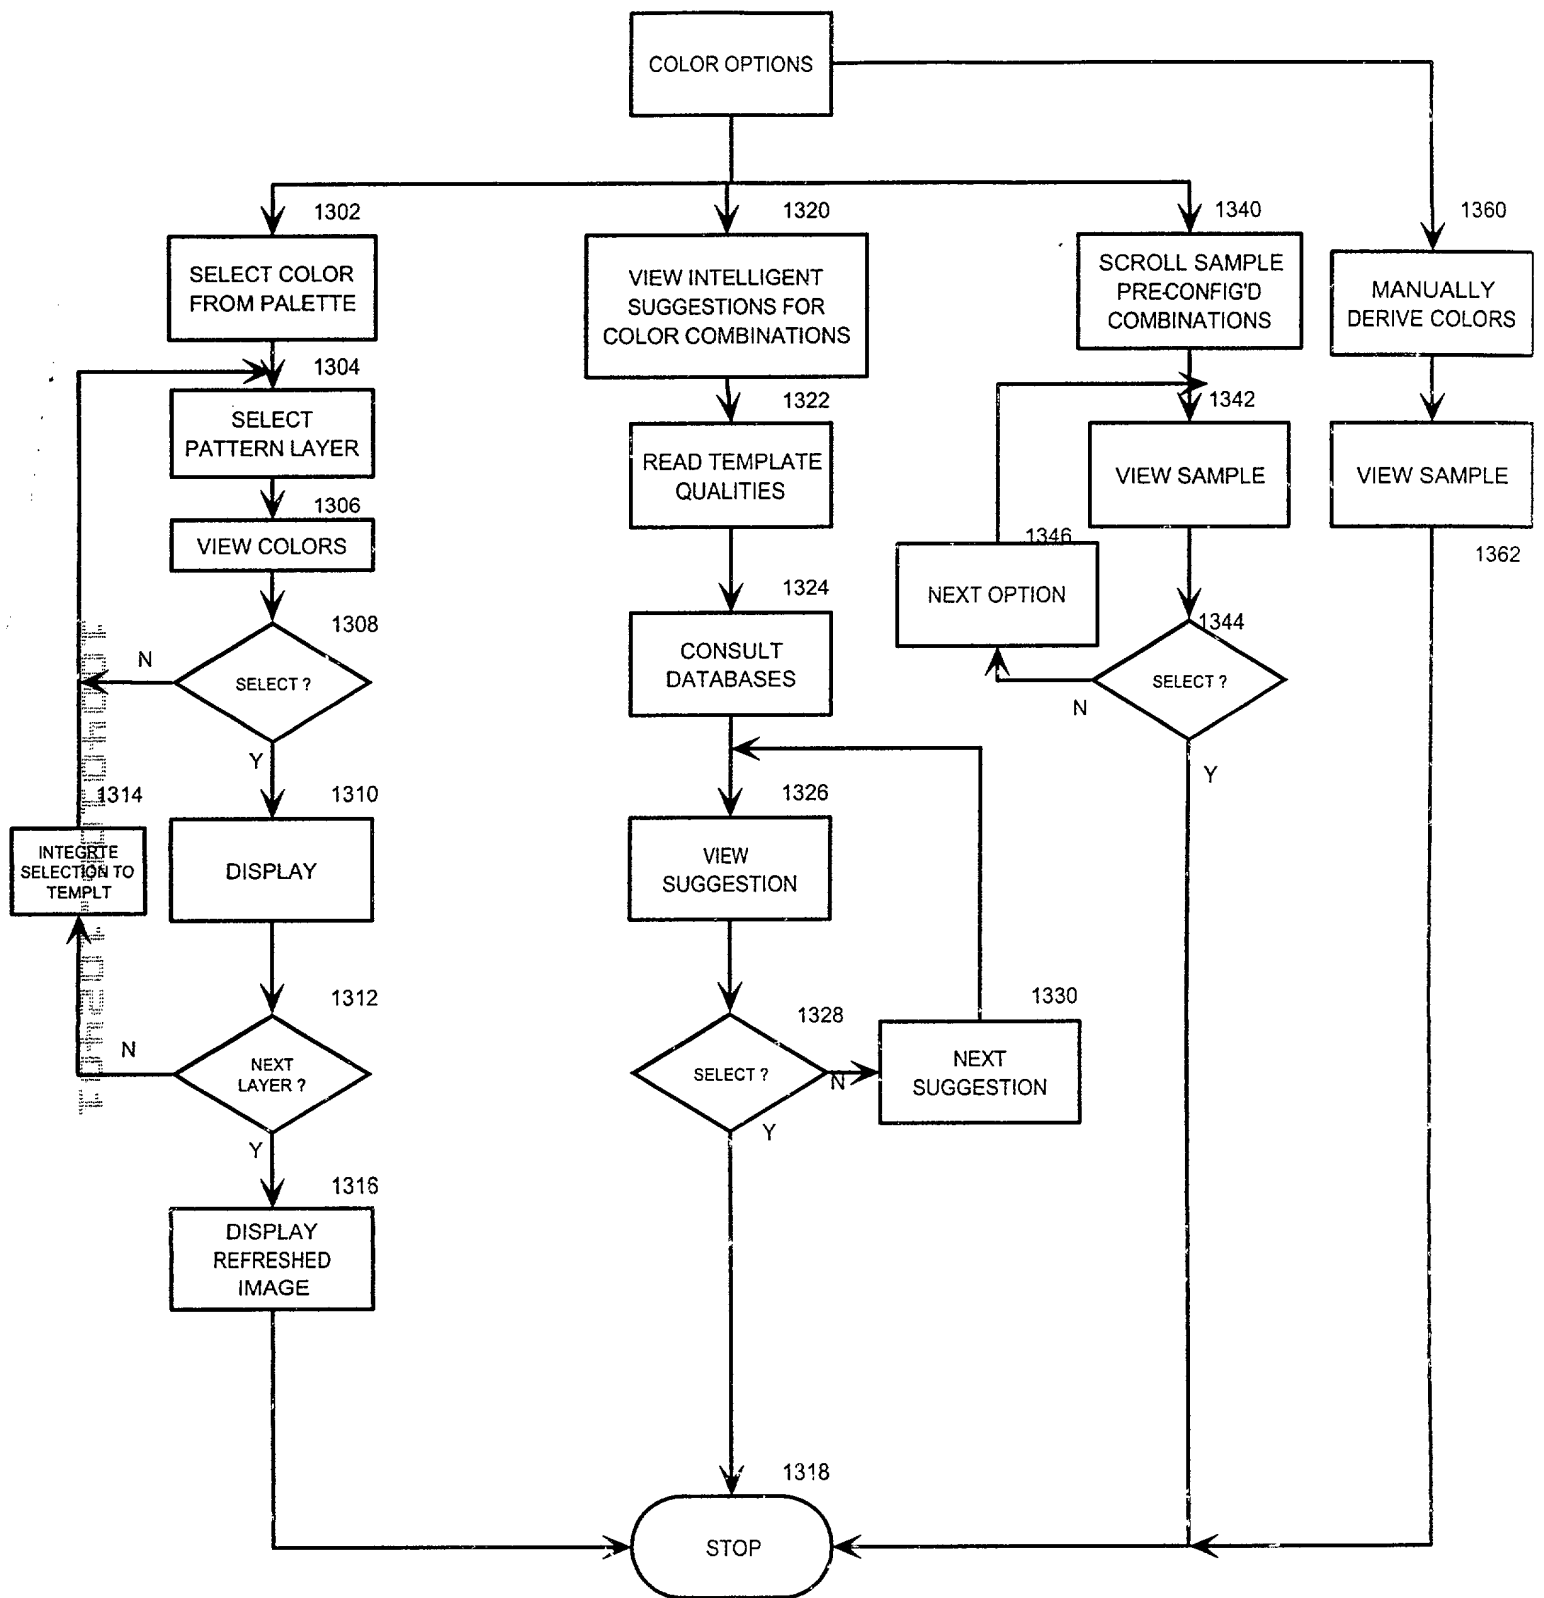 COLOR OPTIONS
1302
SELECT COLOR
FROM PALETTE
1304
SELECT
PATTERN LAYER
1306
VIEW COLORS
1308
SELECT ?
N
Y
1314
INTEGRTE
SELECTION TO
TEMPLT
1310
DISPLAY
1312
NEXT
LAYER ?
N
Y
1316
DISPLAY
REFRESHED
IMAGE
1320
VIEW INTELLIGENT
SUGGESTIONS FOR
COLOR COMBINATIONS
1322
READ TEMPLATE
QUALITIES
1324
CONSULT
DATABASES
1326
VIEW
SUGGESTION
1328
SELECT ?
N
Y
1330
NEXT
SUGGESTION
1340
SCROLL SAMPLE
PRE-CONFIG'D
COMBINATIONS
1342
VIEW SAMPLE
1346
NEXT OPTION
1344
SELECT ?
N
Y
1360
MANUALLY
DERIVE COLORS
VIEW SAMPLE
1362
1318
STOP